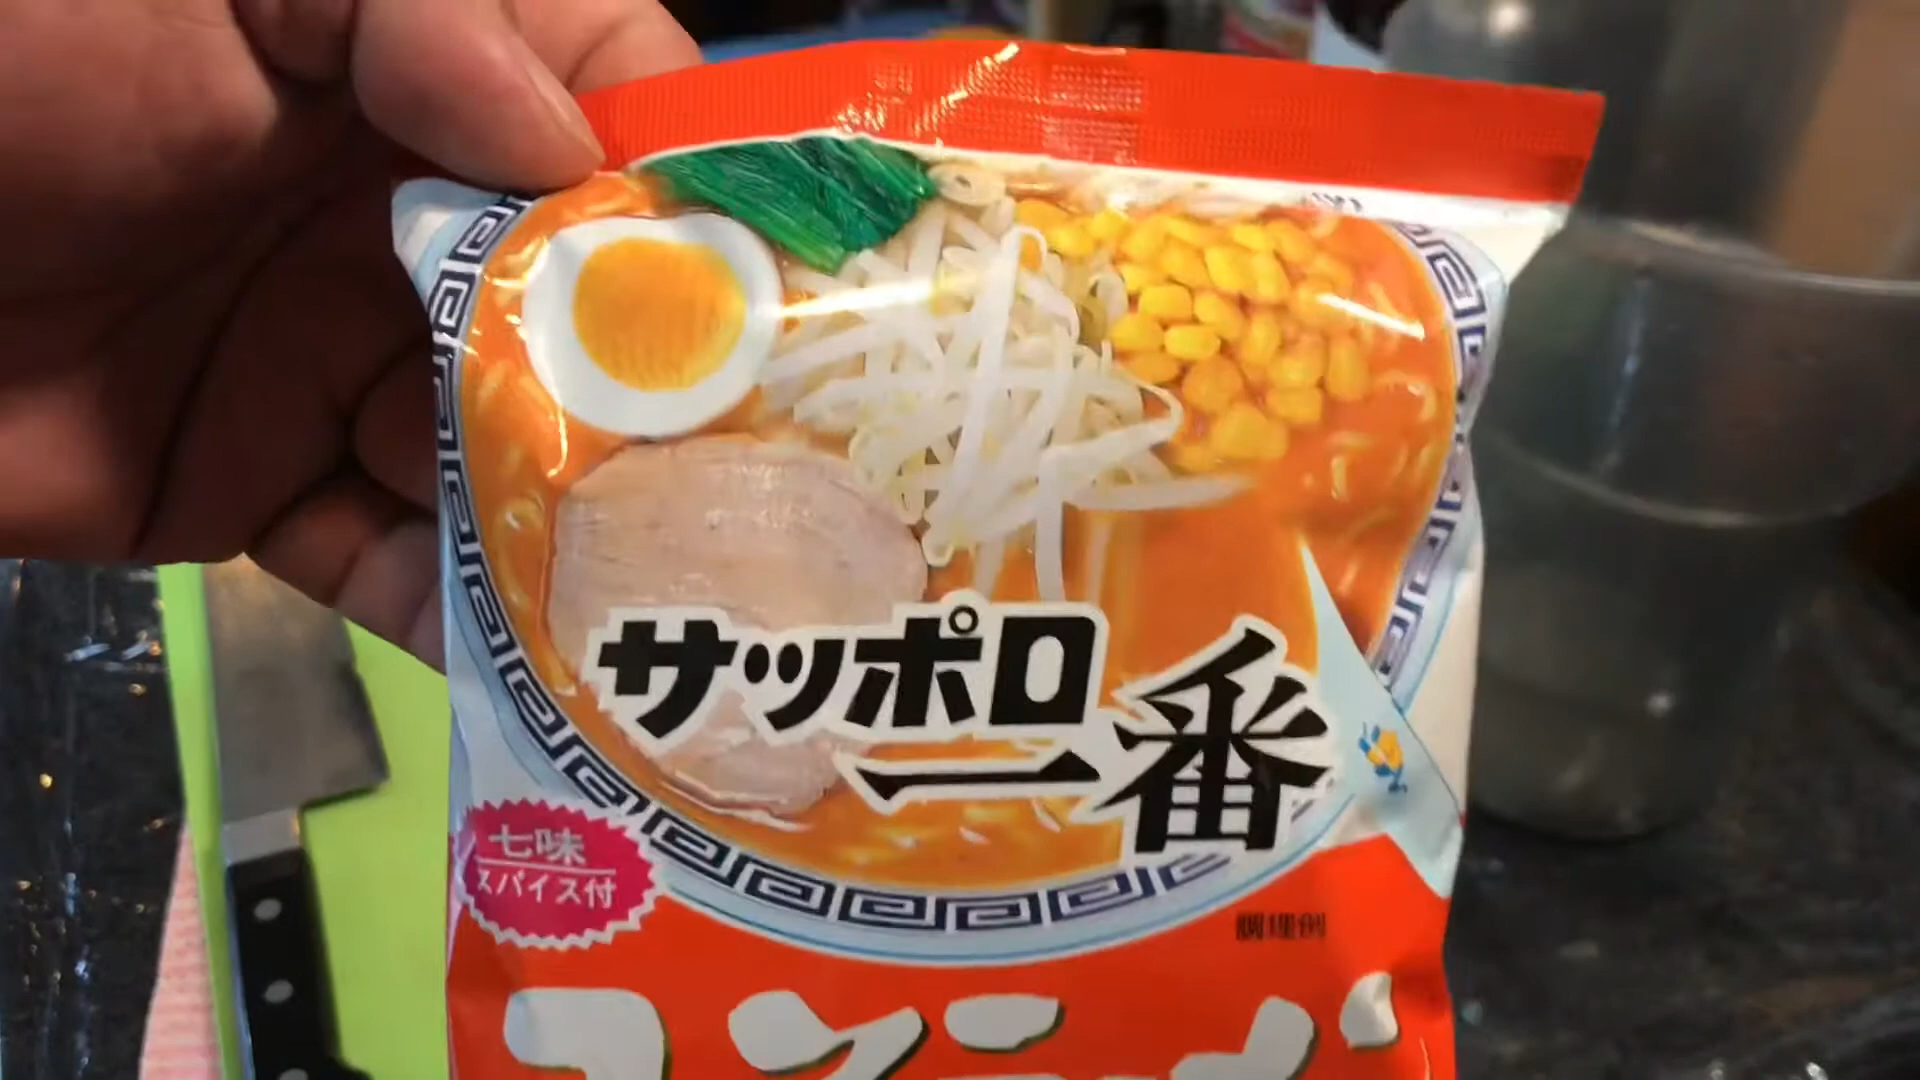 サッポロ
一番
七味
スパイス付
調理例